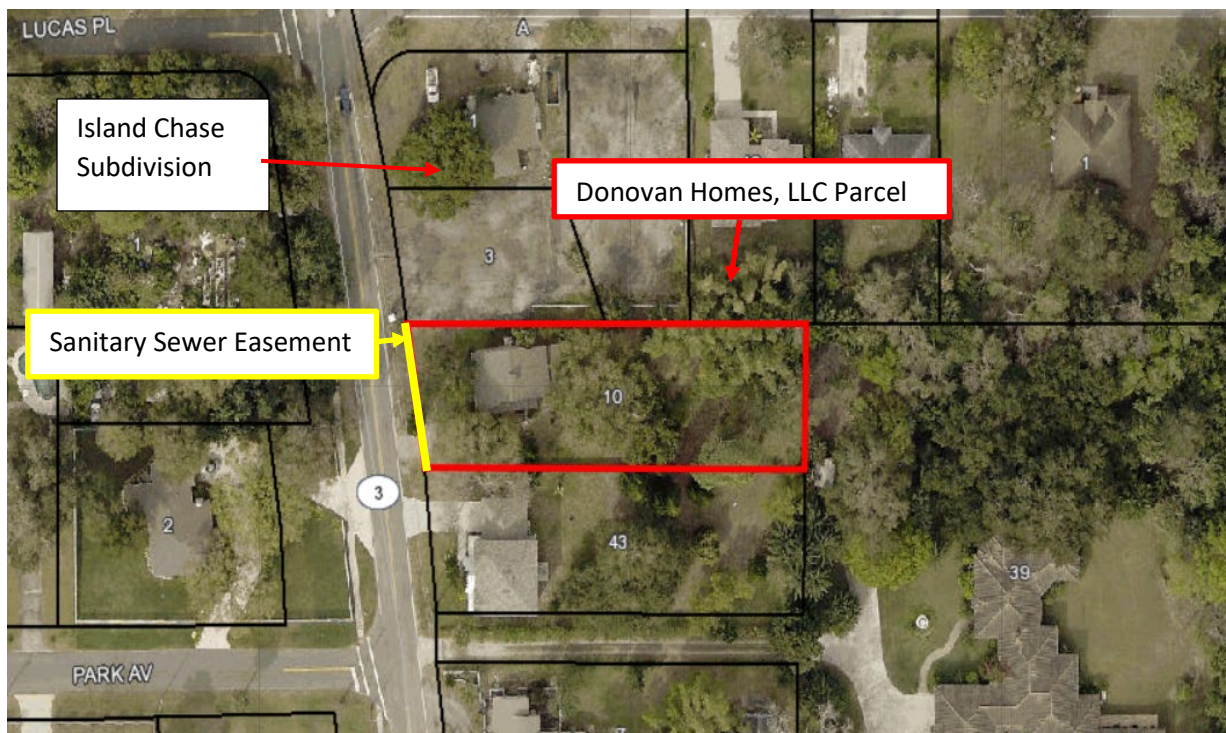 LUCAS PL
A
Island Chase
Subdivision
1
Donovan Homes, LLC Parcel
1
1
3
Sanitary Sewer Easement
10
3
2
43
39
C
PARK AV